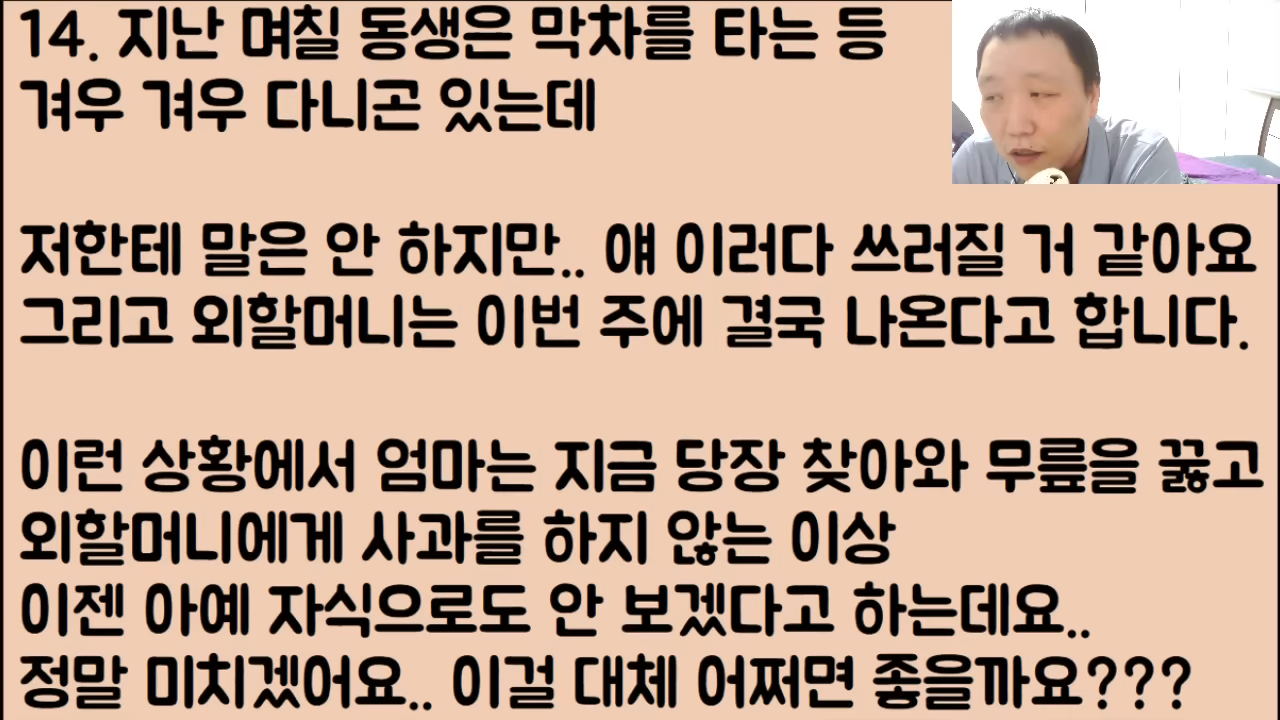 14. 지난 며칠 동생은 막차를 타는 등
겨우 겨우 다니곤 있는데
저한테 말은 안 하지만.. 얘 이러다 쓰러질 거 같아요
그리고 외할머니는 이번 주에 결국 나온다고 합니다.
이런 상황에서 엄마는 지금 당장 찾아와 무릎을 꿇고
외할머니에게 사과를 하지 않는 이상
이젠 아예 자식으로도 안 보겠다고 하는데요..
정말 미치겠어요.. 이걸 대체 어쩌면 좋을까요???